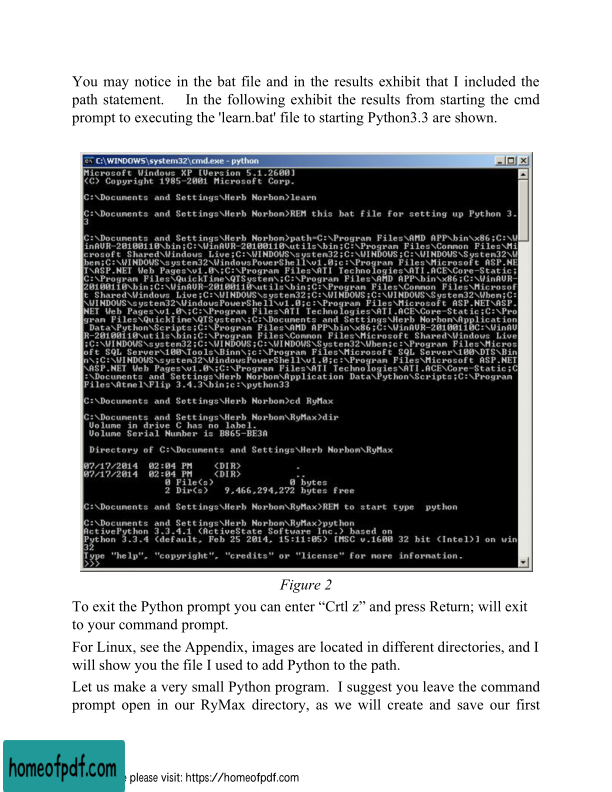 You may notice in the bat file and in the results exhibit that I included the
path statement. In the following exhibit the results from starting the cmd
prompt to executing the 'learn.bat' file to starting Python3.3 are shown.
C:\WINDOWS\system32\cmd.exe - python
Microsoft Windows XP [Version 5.1.2600]
(C) Copyright 1985-2001 Microsoft Corp.
C:\Documents and Settings\Herb Norbom>learn
C:\Documents and Settings\Herb Norbom>REM this bat file for setting up Python 3.
3
C:\Documents and Settings\Herb Norbom>path=C:\Program Files\AMD APP\bin\x86;C:\W
inAVR-20100110\bin;C:\WinAVR-20100110\utils\bin;C:\Program Files\Common Files\Mi
crosoft Shared\Windows Live;C:\WINDOWS\system32;C:\WINDOWS;C:\WINDOWS\System32\W
bem;C:\WINDOWS\system32\WindowsPowerShell\v1.0;c:\Program Files\Microsoft ASP.NE
T\ASP.NET Web Pages\v1.0\;C:\Program Files\ATI Technologies\ATI.ACE\Core-Static;
C:\Program Files\QuickTime\QTSystem\;C:\Program Files\AMD APP\bin\x86;C:\WinAVR-
20100110\bin;C:\WinAVR-20100110\utils\bin;C:\Program Files\Common Files\Microsof
t Shared\Windows Live;C:\WINDOWS\system32;C:\WINDOWS;C:\WINDOWS\System32\Wbem;C:
\WINDOWS\system32\WindowsPowerShell\v1.0;c:\Program Files\Microsoft ASP.NET\ASP.
NET Web Pages\v1.0\;C:\Program Files\ATI Technologies\ATI.ACE\Core-Static;C:\Pro
gram Files\QuickTime\QTSystem\;C:\Documents and Settings\Herb Norbom\Application
 Data\Python\Scripts;C:\Program Files\AMD APP\bin\x86;C:\WinAVR-20100110C:\WinAV
R-20100110\utils\bin;C:\Program Files\Common Files\Microsoft Shared\Windows Live
;C:\WINDOWS\system32;C:\WINDOWS;C:\WINDOWS\System32\Wbem;c:\Program Files\Micros
oft SQL Server\100\Tools\Binn\;c:\Program Files\Microsoft SQL Server\100\DTS\Bin
n\;C:\WINDOWS\system32\WindowsPowerShell\v1.0;c:\Program Files\Microsoft ASP.NET
\ASP.NET Web Pages\v1.0\;C:\Program Files\ATI Technologies\ATI.ACE\Core-Static;C
:\Documents and Settings\Herb Norbom\Application Data\Python\Scripts;C:\Program
Files\Atmel\Flip 3.4.3\bin;c:\python33
C:\Documents and Settings\Herb Norbom>cd RyMax
C:\Documents and Settings\Herb Norbom\RyMax>dir
 Volume in drive C has no label.
 Volume Serial Number is B865-BE3A
 Directory of C:\Documents and Settings\Herb Norbom\RyMax
07/17/2014  02:04 PM    <DIR>          .
07/17/2014  02:04 PM    <DIR>          ..
0 File(s)              0 bytes
2 Dir(s)   9,466,294,272 bytes free
C:\Documents and Settings\Herb Norbom\RyMax>REM to start type  python
C:\Documents and Settings\Herb Norbom\RyMax>python
ActivePython 3.3.4.1 (ActiveState Software Inc.) based on
Python 3.3.4 (default, Feb 25 2014, 15:11:05) [MSC v.1600 32 bit (Intel)] on win
32
Type "help", "copyright", "credits" or "license" for more information.
>>>
Figure 2
To exit the Python prompt you can enter “Crtl z” and press Return; will exit
to your command prompt.
For Linux, see the Appendix, images are located in different directories, and I
will show you the file I used to add Python to the path.
Let us make a very small Python program. I suggest you leave the command
prompt open in our RyMax directory, as we will create and save our first
homeofpdf.com
please visit: https://homeofpdf.com